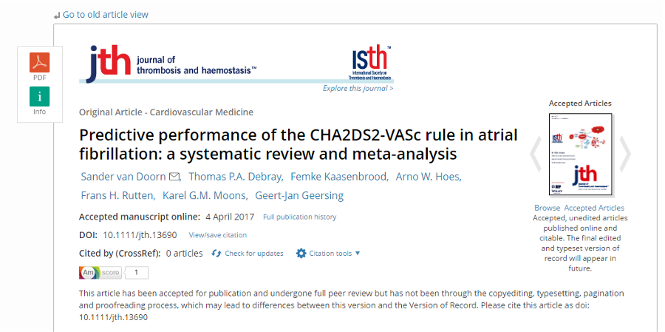 Go to old article view
PDF
Info
jth journal of
thrombosis and haemostasis™
isth™
International Society on
Thrombosis and Haemostasis
Explore this journal >
Original Article - Cardiovascular Medicine
Predictive performance of the CHA2DS2-VASc rule in atrial
fibrillation: a systematic review and meta-analysis
Sander van Doorn, Thomas P.A. Debray, Femke Kaasenbrood, Arno W. Hoes,
Frans H. Rutten, Karel G.M. Moons, Geert-Jan Geersing
Accepted manuscript online: 4 April 2017 Full publication history
DOI: 10.1111/jth.13690 View/save citation
Cited by (CrossRef): 0 articles Check for updates Citation tools ▼
Am score 1
This article has been accepted for publication and undergone full peer review but has not been through the copyediting, typesetting, pagination
and proofreading process, which may lead to differences between this version and the Version of Record. Please cite this article as doi:
10.1111/jth.13690
Accepted Articles
jth
Browse Accepted Articles
Accepted, unedited articles
published online and
citable. The final edited
and typeset version of
record will appear in
future.